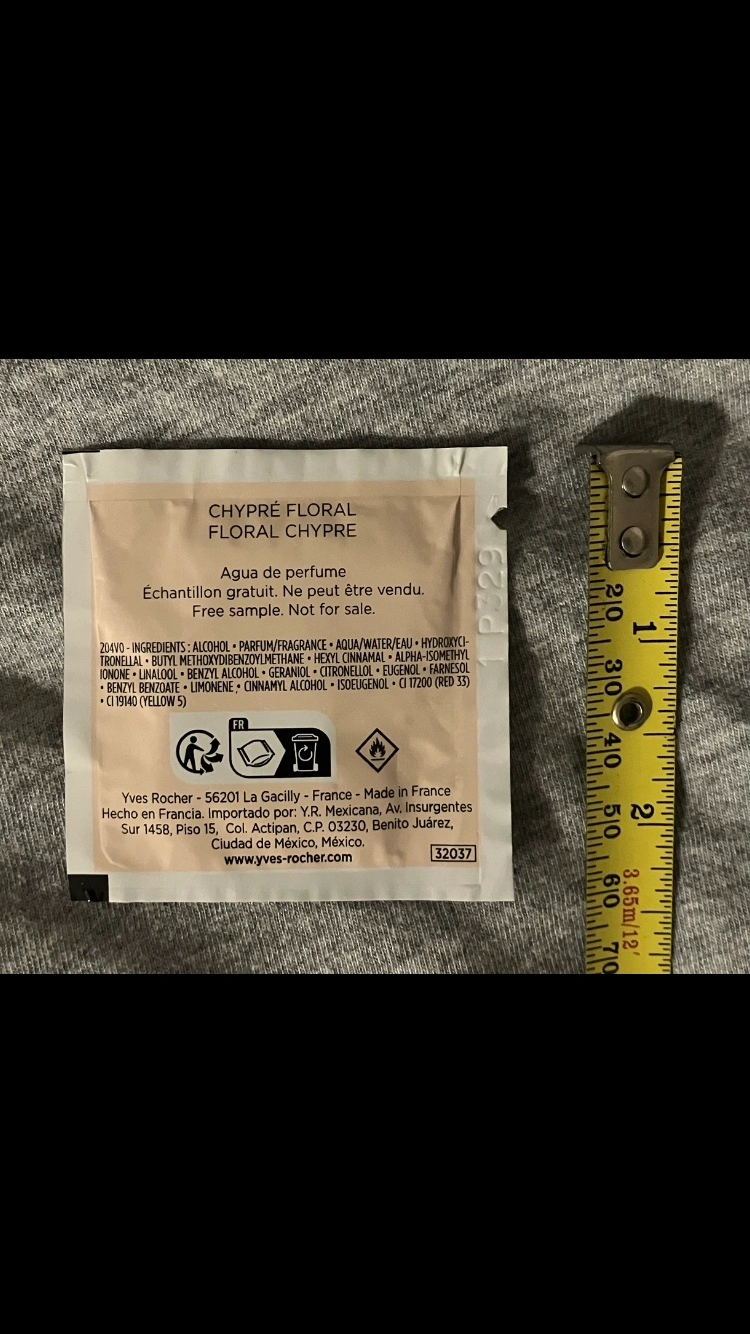 CHYPRÉ FLORAL
FLORAL CHYPRE
Agua de perfume
Échantillon gratuit. Ne peut être vendu.
Free sample. Not for sale.
204V0 - INGREDIENTS : ALCOHOL • PARFUM/FRAGRANCE • AQUA/WATER/EAU • HYDROXYCI-
TRONELLAL • BUTYL METHOXYDIBENZOYLMETHANE • HEXYL CINNAMAL • ALPHA-ISOMETHYL
IONONE • LINALOOL • BENZYL ALCOHOL • GERANIOL • CITRONELLOL • EUGENOL • FARNESOL
• BENZYL BENZOATE • LIMONENE • CINNAMYL ALCOHOL • ISOEUGENOL • CI 17200 (RED 33)
• CI 19140 (YELLOW 5)
FR
Yves Rocher - 56201 La Gacilly - France - Made in France
Hecho en Francia. Importado por: Y.R. Mexicana, Av. Insurgentes
Sur 1458, Piso 15, Col. Actipan, C.P. 03230, Benito Juárez,
Ciudad de México, México.
www.yves-rocher.com
32037
1 P329
20
1
30
40
50
2
60
3.65m/12'
70